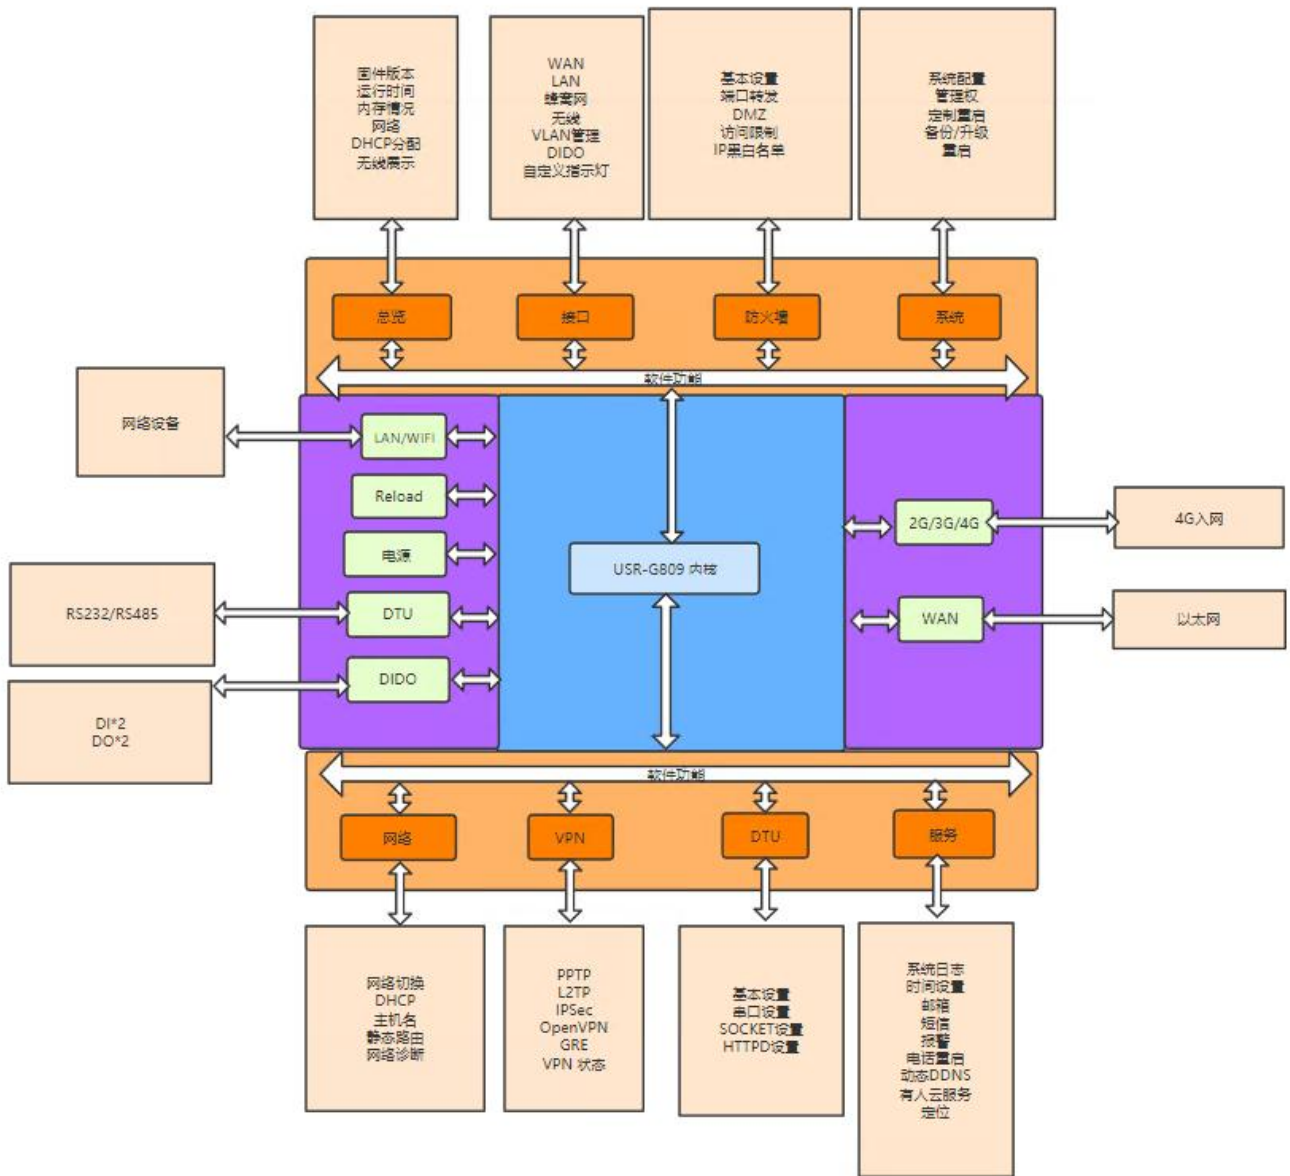 固件版本
运行时间
内存情况
网络
DHCP分配
无线展示
WAN
LAN
蜂窝网
无线
VLAN管理
DIDO
自定义指示灯
基本设置
端口转发
DMZ
访问限制
IP黑白名单
系统配置
管理权
定制重启
备份/升级
重启
总览
接口
防火墙
系统
软件功能
网络设备
LAN/WIFI
Reload
电源
RS232/RS485
DTU
DI*2
DO*2
DIDO
USR-G809 内核
2G/3G/4G
4G入网
WAN
以太网
软件功能
网络
VPN
DTU
服务
网络切换
DHCP
主机名
静态路由
网络诊断
PPTP
L2TP
IPSec
OpenVPN
GRE
VPN 状态
基本设置
串口设置
SOCKET设置
HTTPD设置
系统日志
时间设置
邮箱
短信
报警
电话重启
动态DDNS
有人云服务
定位